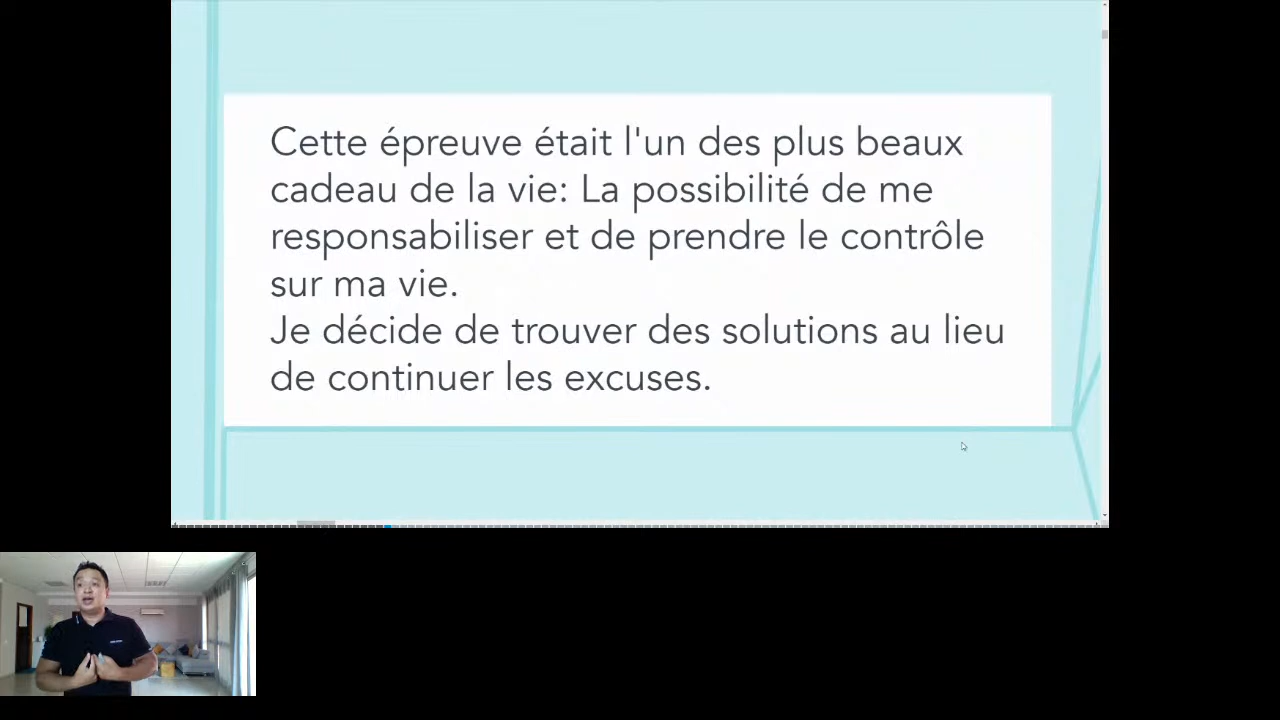 Cette épreuve était l'un des plus beaux
cadeau de la vie: La possibilité de me
responsabiliser et de prendre le contrôle
sur ma vie.
Je décide de trouver des solutions au lieu
de continuer les excuses.